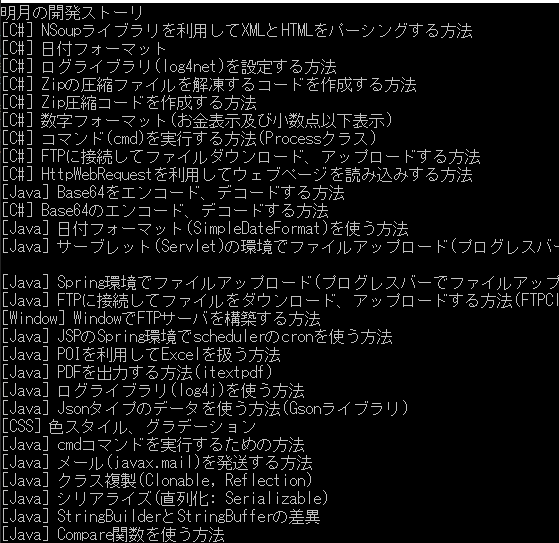 明月の開発ストーリ
[C#] NSoupライブラリを利用してXMLとHTMLをパーシングする方法
[C#] 日付フォーマット
[C#] ログライブラリ(log4net)を設定する方法
[C#] Zipの圧縮ファイルを解凍するコードを作成する方法
[C#] Zip圧縮コードを作成する方法
[C#] 数字フォーマット(お金表示及び小数点以下表示)
[C#] コマンド(cmd)を実行する方法(Processクラス)
[C#] FTPに接続してファイルダウンロード、アップロードする方法
[C#] HttpWebRequestを利用してウェブページを読み込みする方法
[Java] Base64をエンコード、デコードする方法
[C#] Base64のエンコード、デコードする方法
[Java] 日付フォーマット(SimpleDateFormat)を使う方法
[Java] サーブレット(Servlet)の環境でファイルアップロード(プログレスバー
[Java] Spring環境でファイルアップロード(プログレスバーでファイルアップ
[Java] FTPに接続してファイルをダウンロード、アップロードする方法(FTPCl
[Window] WindowでFTPサーバを構築する方法
[Java] JSPのSpring環境でschedulerのcronを使う方法
[Java] POIを利用してExcelを扱う方法
[Java] PDFを出力する方法(itextpdf)
[Java] ログライブラリ(log4j)を使う方法
[Java] Jsonタイプのデータを使う方法(Gsonライブラリ)
[CSS] 色スタイル、グラデーション
[Java] cmdコマンドを実行するための方法
[Java] メール(javax.mail)を発送する方法
[Java] クラス複製(Clonable, Reflection)
[Java] シリアライズ(直列化: Serializable)
[Java] StringBuilderとStringBufferの差異
[Java] Compare関数を使う方法